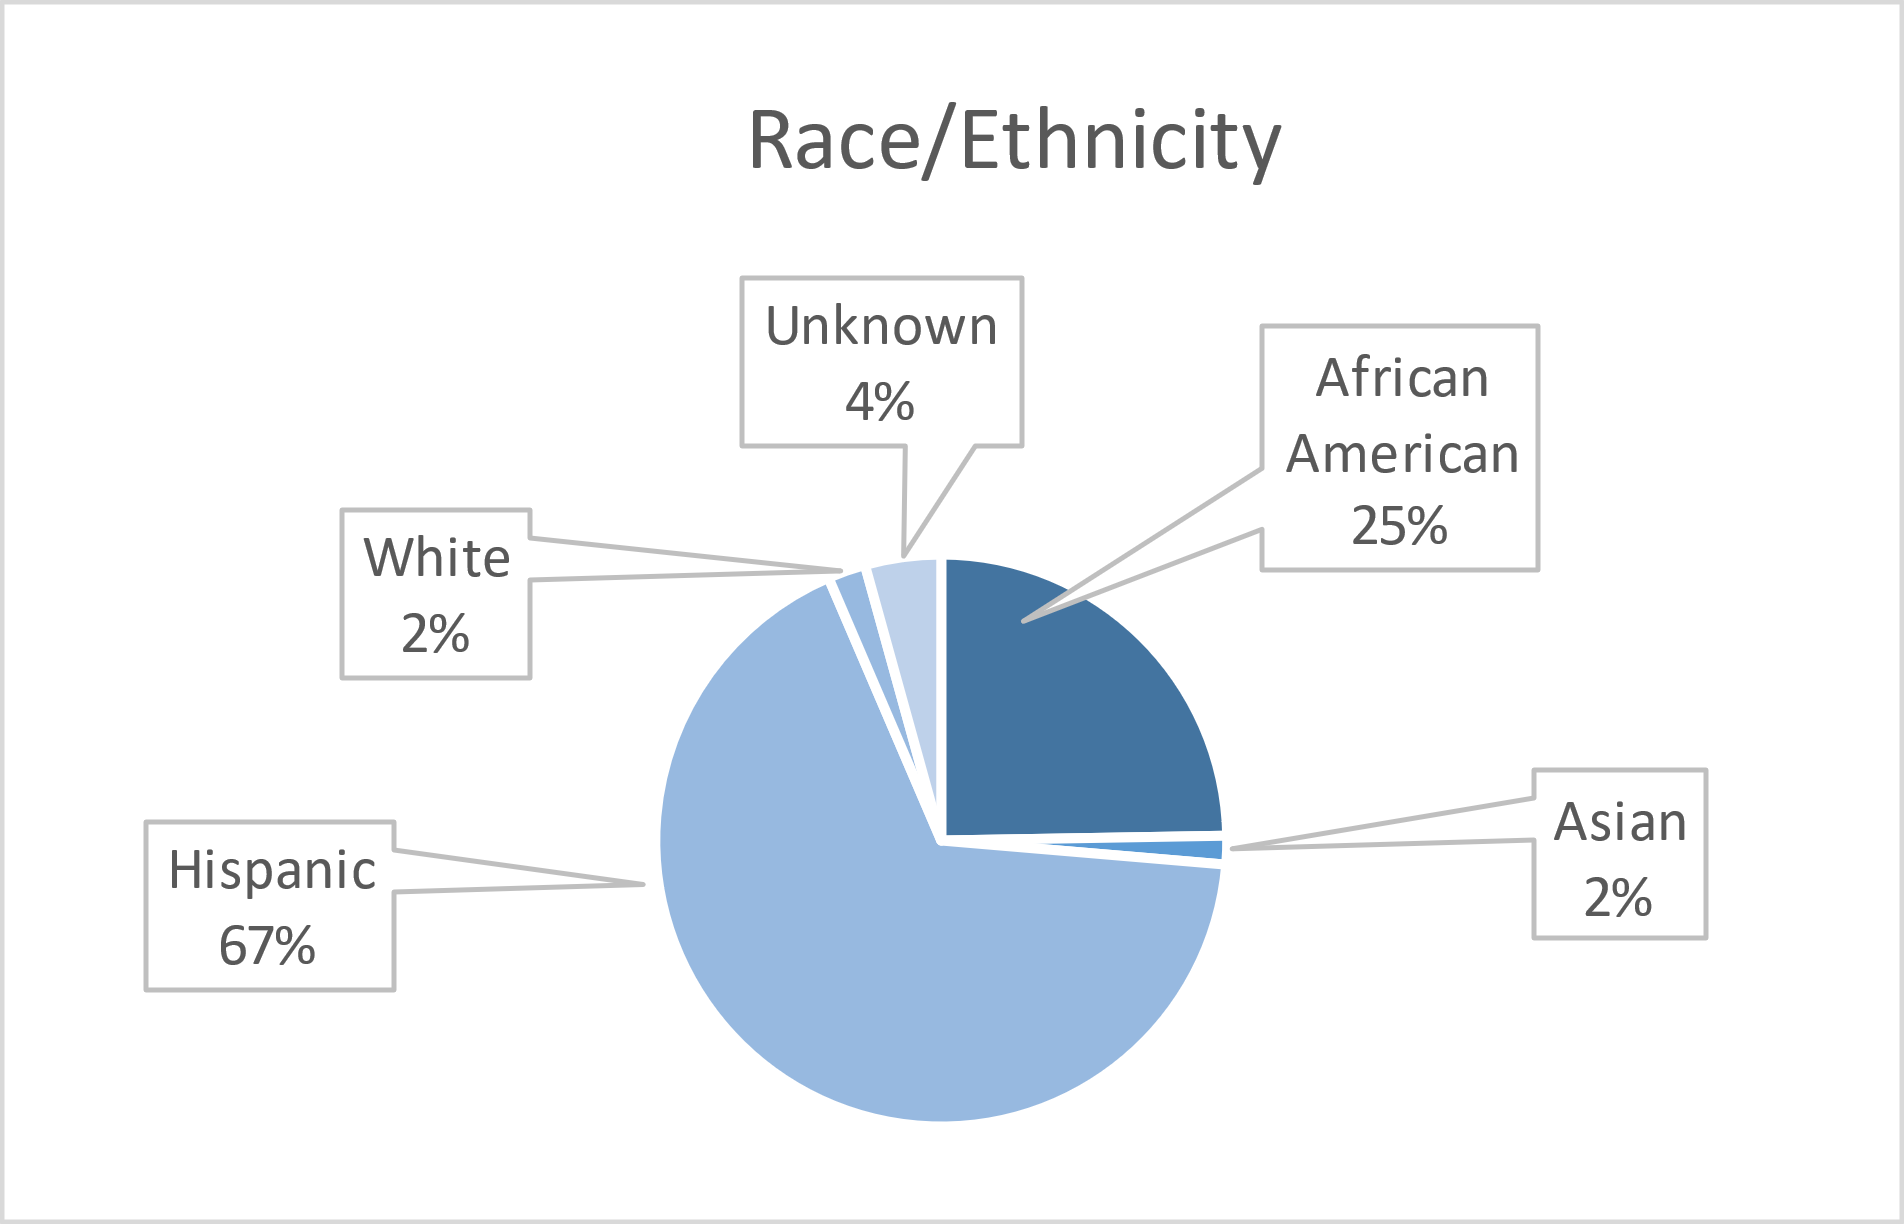 Race/Ethnicity
Unknown
4%
African
American
25%
White
2%
Asian
2%
Hispanic
67%